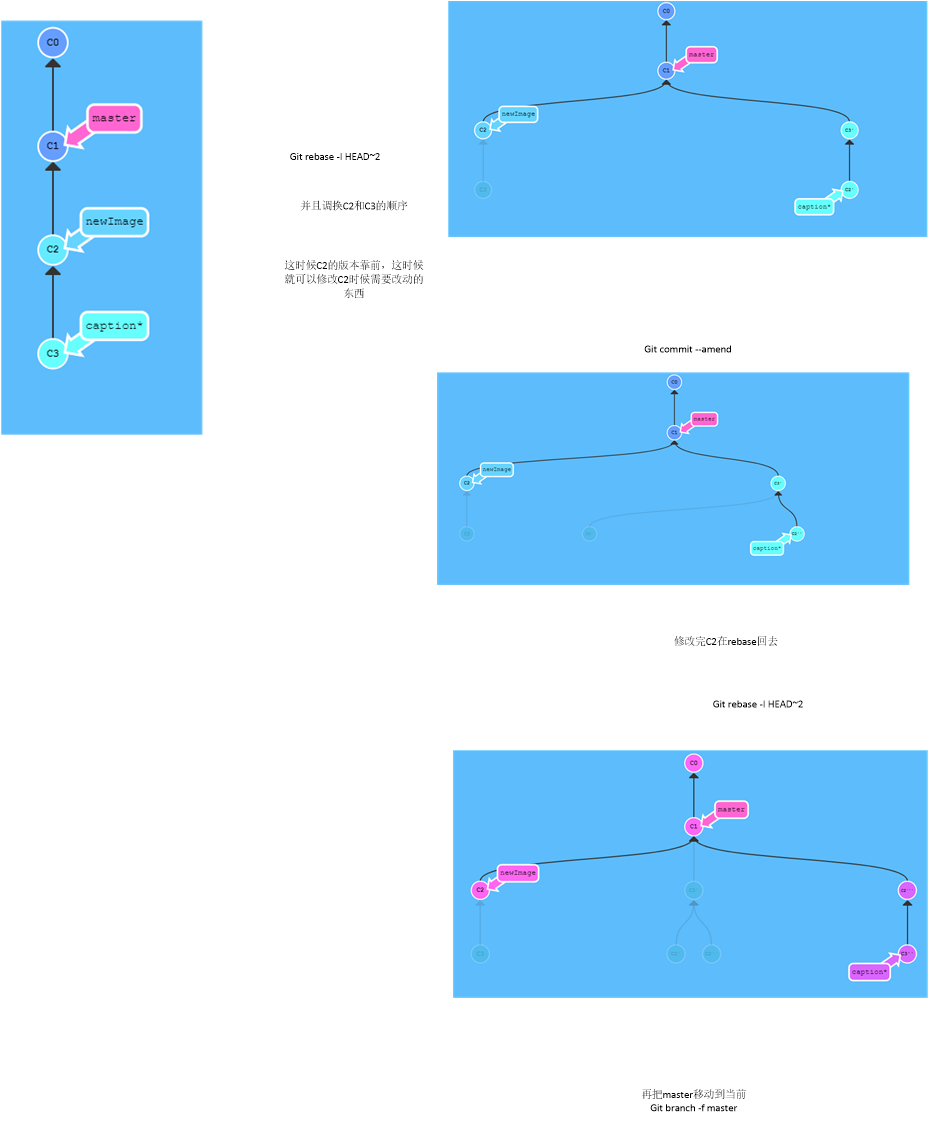 C0
master
C1
newImage
C2
caption*
C3
Git rebase -I HEAD~2
并且调换C2和C3的顺序
这时候C2的版本靠前，这时候
就可以修改C2时候需要改动的
东西
C0
master
C1
newImage
C2
C3'
C3
C2'
caption*
Git commit --amend
C0
master
C1
newImage
C2
C3'
C2''
caption*
修改完C2在rebase回去
Git rebase -I HEAD~2
C0
master
C1
newImage
C2
C2'''
C3
C3''
caption*
再把master移动到当前
Git branch -f master